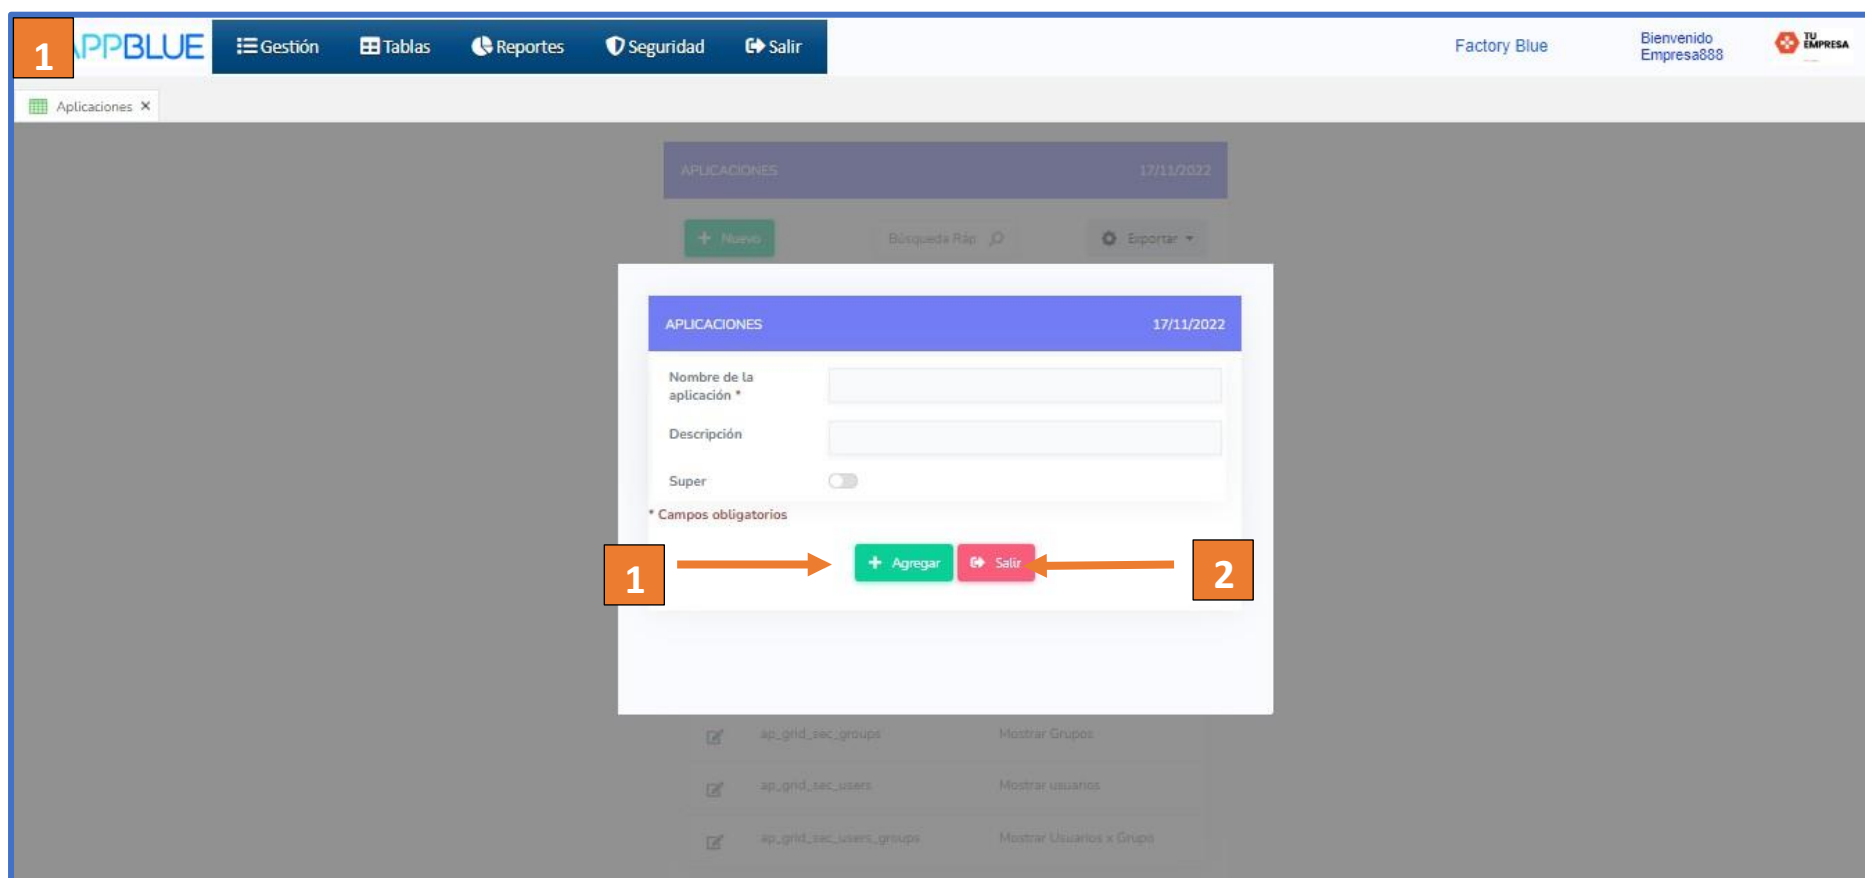 1
APPBLUE
Gestión
Tablas
Reportes
Seguridad
Salir
Factory Blue
Bienvenido
Empresa888
TU
EMPRESA
Aplicaciones ×
APLICACIONES
17/11/2022
+ Nuevo
Búsqueda Ráp
Exportar
APLICACIONES
17/11/2022
Nombre de la
aplicación *
Descripción
Super
* Campos obligatorios
1
+ Agregar
Salir
2
ap_grid_sec_groups
Mostrar Grupos
ap_grid_sec_users
Mostrar usuarios
ap_grid_sec_users_groups
Mostrar Usuarios x Grupo